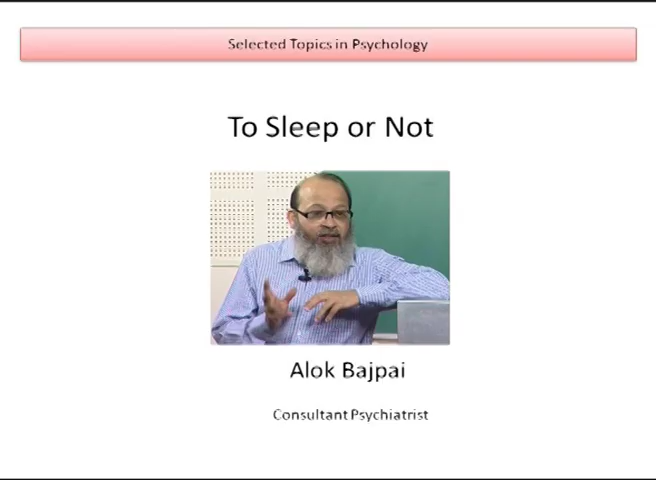 Selected Topics in Psychology
To Sleep or Not
Alok Bajpai
Consultant Psychiatrist